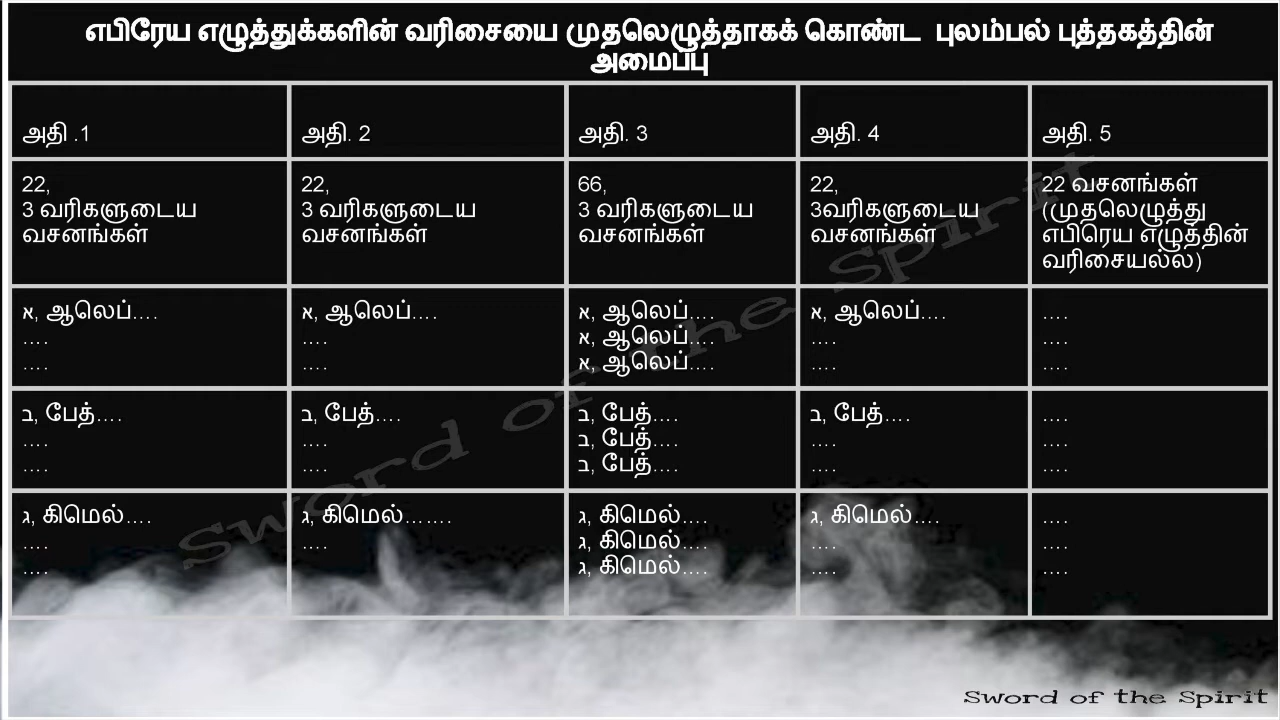 எபிரேய எழுத்துக்களின் வரிசையை முதலெழுத்தாகக் கொண்ட புலம்பல் புத்தகத்தின்
அமைப்பு
அதி .1
அதி. 2
அதி. 3
அதி. 4
அதி. 5
22,
3 வரிகளுடைய
வசனங்கள்
22,
3 வரிகளுடைய
வசனங்கள்
66,
3 வரிகளுடைய
வசனங்கள்
22,
3வரிகளுடைய
வசனங்கள்
22 வசனங்கள்
(முதலெழுத்து
எபிரெய எழுத்தின்
வரிசையல்ல)
א, ஆலெப்....
....
....
א, ஆலெப்....
....
....
א, ஆலெப்....
א, ஆலெப்....
א, ஆலெப்....
א, ஆலெப்....
....
....
....
....
....
ב, பேத்....
....
....
ב, பேத்....
....
....
ב, பேத்....
ב, பேத்....
ב, பேத்....
ב, பேத்....
....
....
....
....
....
ג, கிமெல்....
....
....
ג, கிமெல்.......
....
ג, கிமெல்....
ג, கிமெல்....
ג, கிமெல்....
ג, கிமெல்....
....
....
....
....
....
Sword of the Spirit
Sword of the Spirit